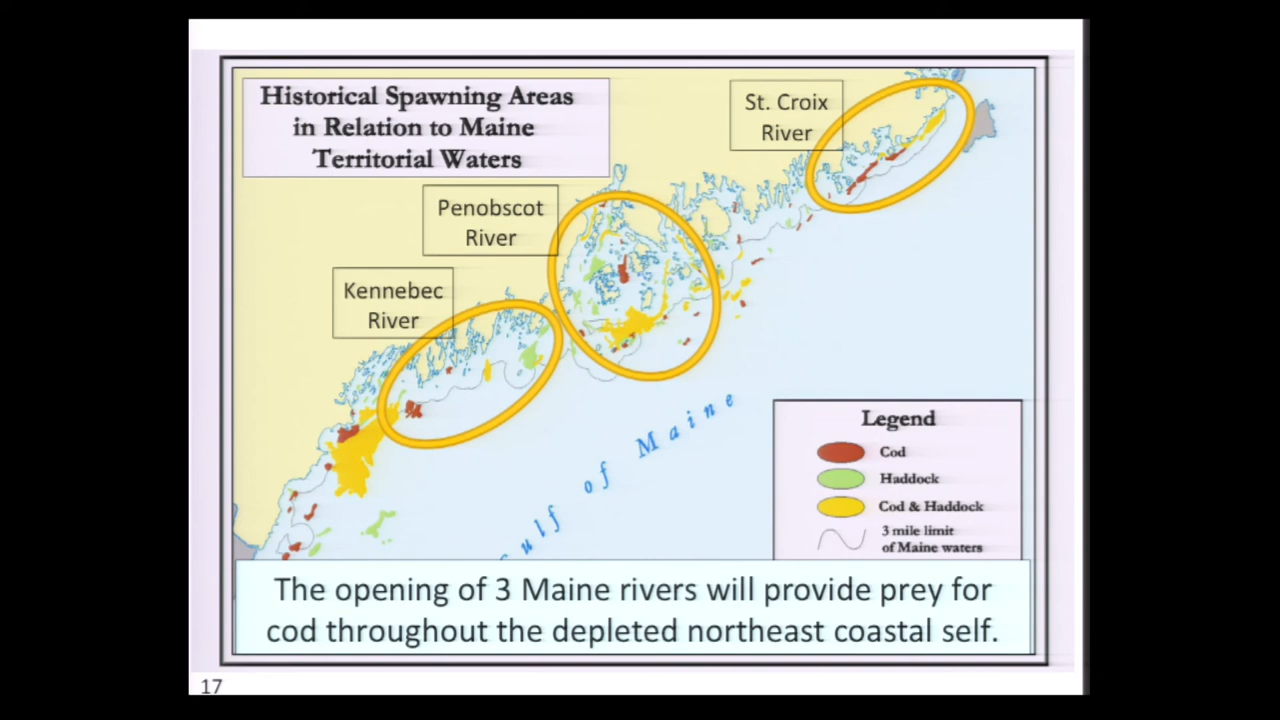 Historical Spawning Areas
in Relation to Maine
Territorial Waters
St. Croix
River
Penobscot
River
Kennebec
River
Gulf of Maine
Legend
Cod
Haddock
Cod & Haddock
3 mile limit
of Maine waters
The opening of 3 Maine rivers will provide prey for
cod throughout the depleted northeast coastal self.
17